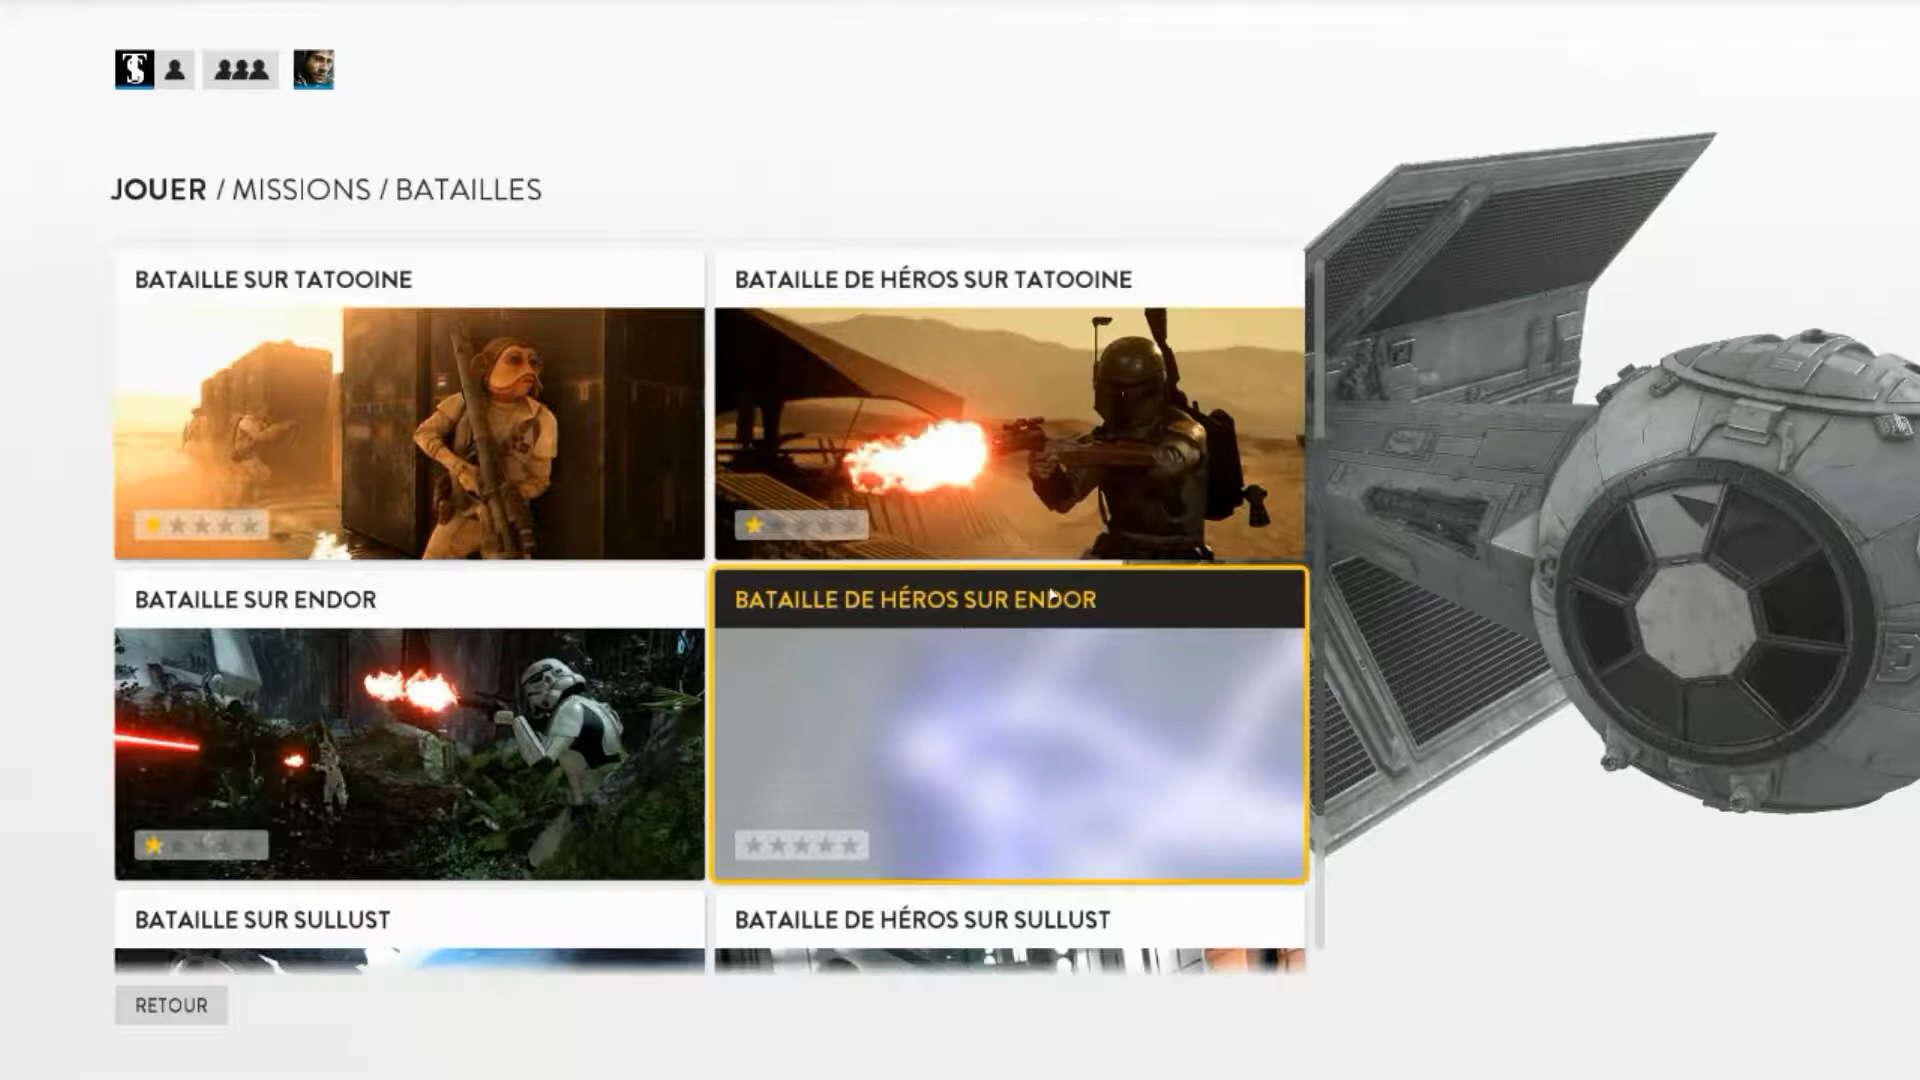 JOUER / MISSIONS / BATAILLES
BATAILLE SUR TATOOINE
BATAILLE DE HÉROS SUR TATOOINE
BATAILLE SUR ENDOR
BATAILLE DE HÉROS SUR ENDOR
BATAILLE SUR SULLUST
BATAILLE DE HÉROS SUR SULLUST
RETOUR